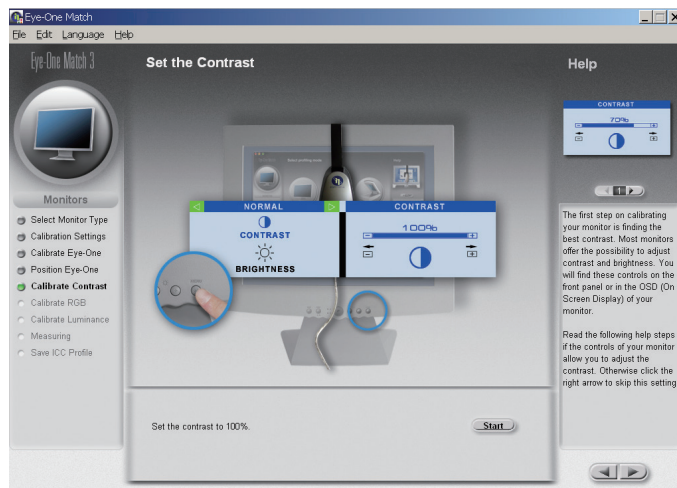 Eye-One Match
File Edit Language Help
Eye-One Match 3
Set the Contrast
Help
Monitors
Select Monitor Type
Calibration Settings
Calibrate Eye-One
Position Eye-One
Calibrate Contrast
Calibrate RGB
Calibrate Luminance
Measuring
Save ICC Profile
NORMAL
CONTRAST
BRIGHTNESS
CONTRAST
100%
Set the contrast to 100%.
Start
CONTRAST
70%
1
The first step on calibrating
your monitor is finding the
best contrast. Most monitors
offer the possibility to adjust
contrast and brightness. You
will find these controls on the
front panel or in the OSD (On
Screen Display) of your
monitor.
Read the following help steps
if the controls of your monitor
allow you to adjust the
contrast. Otherwise click the
right arrow to skip this setting